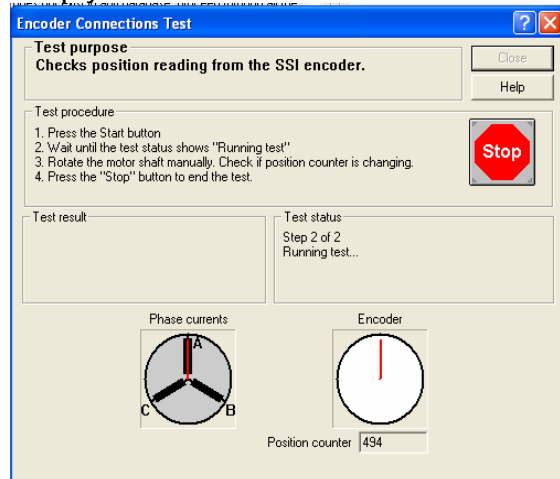 Encoder Connections Test
Test purpose
Checks position reading from the SSI encoder.
Close
Help
Test procedure
1. Press the Start button
2. Wait until the test status shows "Running test"
3. Rotate the motor shaft manually. Check if position counter is changing.
4. Press the "Stop" button to end the test.
Stop
Test result
Test status
Step 2 of 2
Running test...
Phase currents
A
C
B
Encoder
Position counter 494